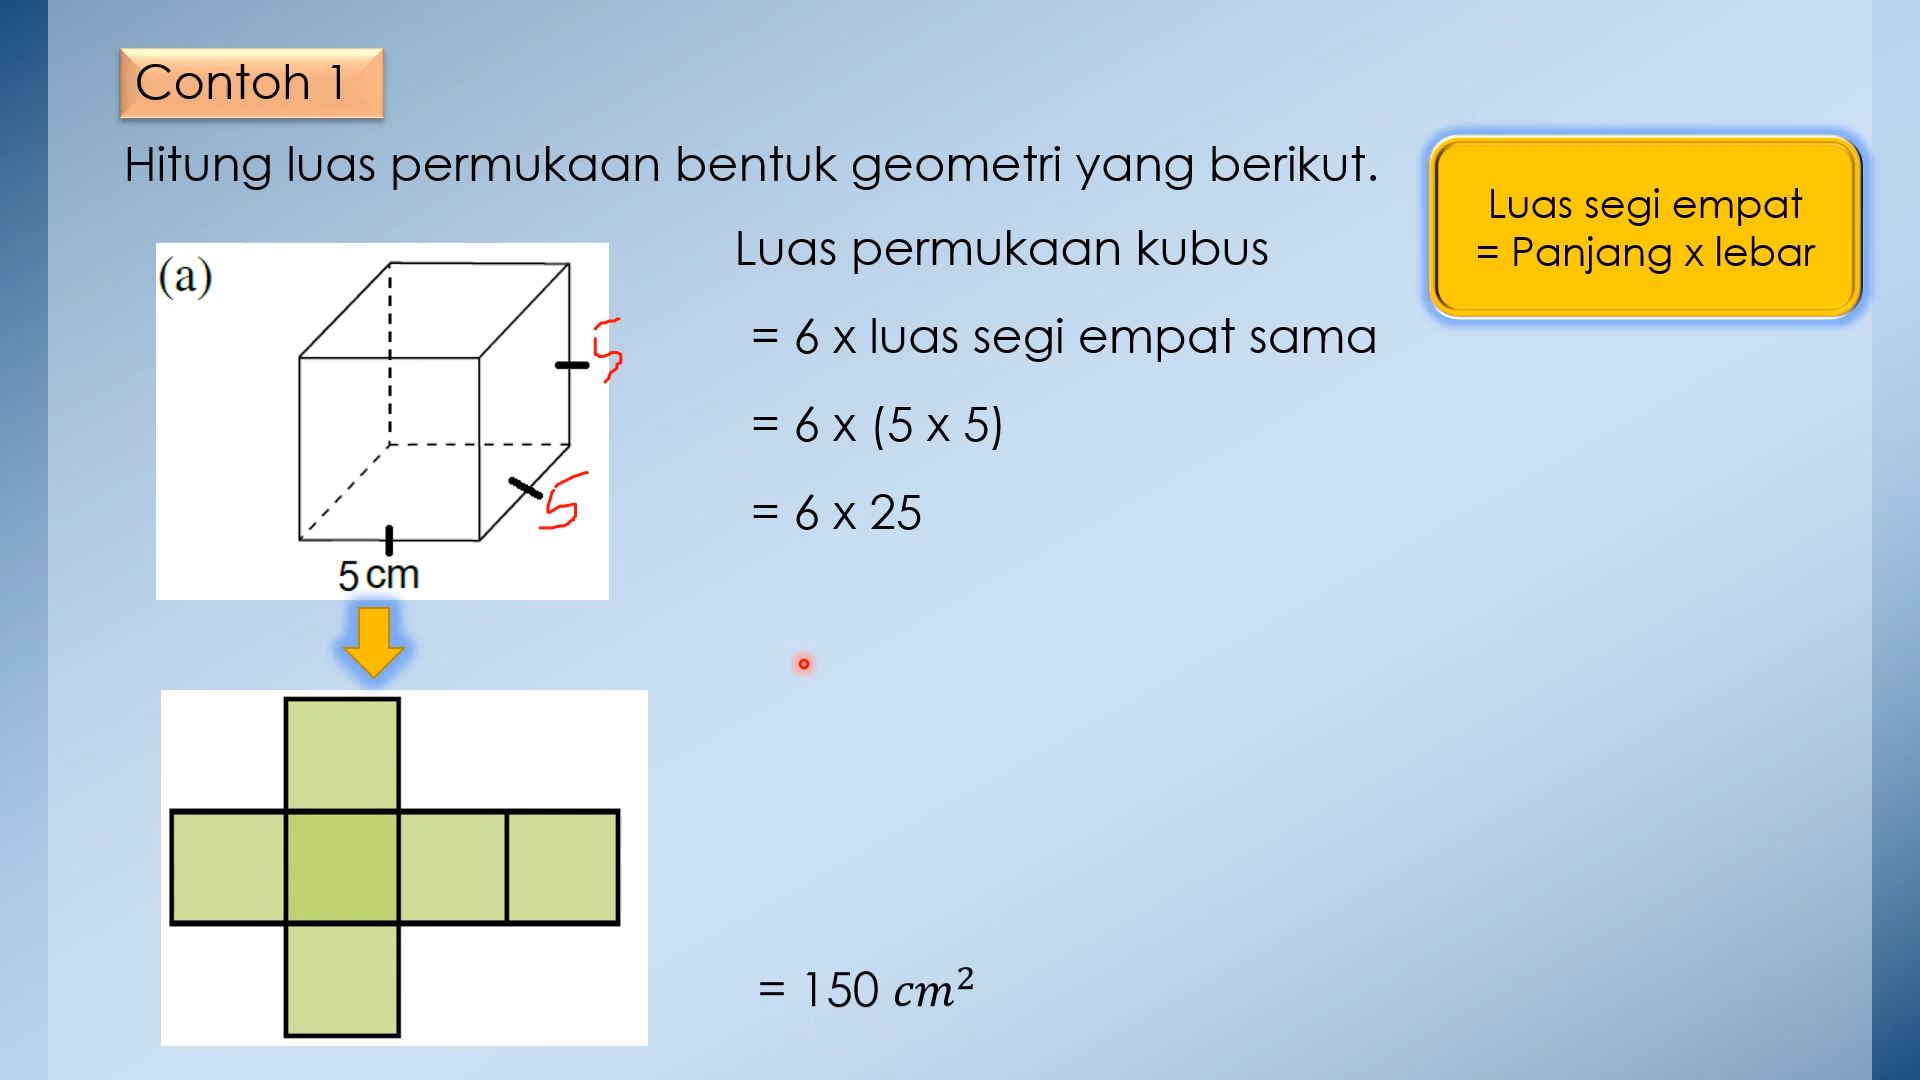 Contoh 1
Hitung luas permukaan bentuk geometri yang berikut.
Luas segi empat
= Panjang x lebar
(a)
5
5
5 cm
Luas permukaan kubus
= 6 x luas segi empat sama
= 6 x (5 x 5)
= 6 x 25
= 150 cm²